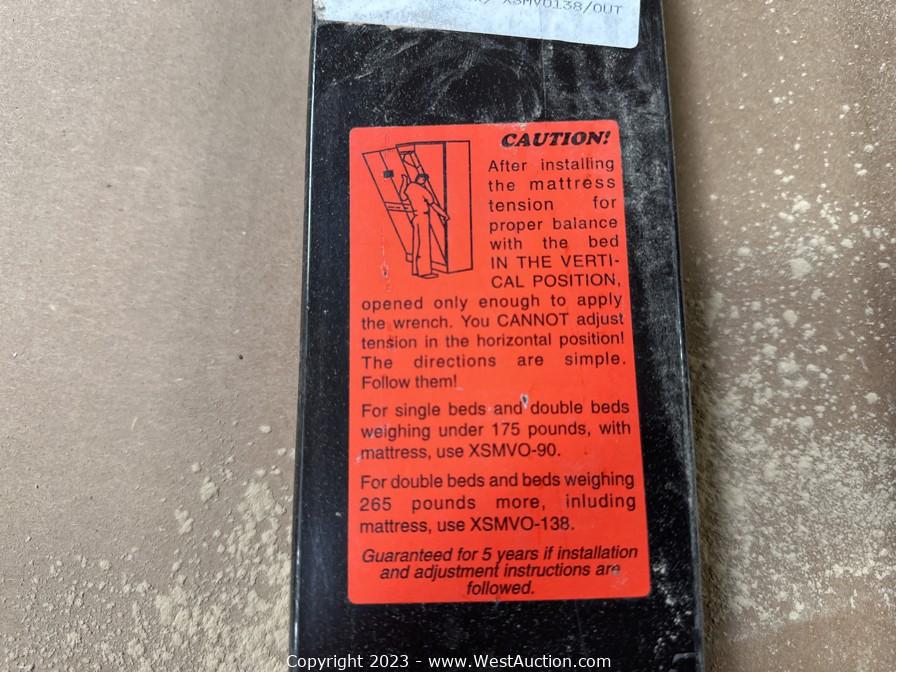 XSMVO138/OUT
CAUTION!
After installing
the mattress
tension for
proper balance
with the bed
IN THE VERTI-
CAL POSITION,
opened only enough to apply
the wrench. You CANNOT adjust
tension in the horizontal position!
The directions are simple.
Follow them!
For single beds and double beds
weighing under 175 pounds, with
mattress, use XSMVO-90.
For double beds and beds weighing
265 pounds more, inluding
mattress, use XSMVO-138.
Guaranteed for 5 years if installation
and adjustment instructions are
followed.
Copyright 2023 - www.WestAuction.com